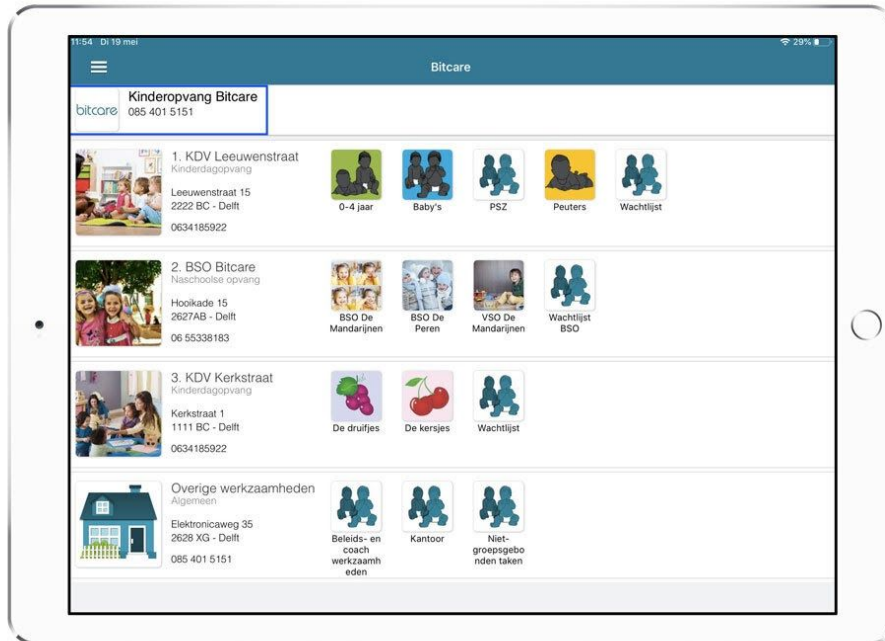 11:54 Di 19 mei
29%
Bitcare
bitcare
Kinderopvang Bitcare
085 401 5151
1. KDV Leeuwenstraat
Kinderdagopvang
Leeuwenstraat 15
2222 BC - Delft
0634185922
0-4 jaar
Baby's
PSZ
Peuters
Wachtlijst
2. BSO Bitcare
Naschoolse opvang
Hooikade 15
2627AB - Delft
06 55338183
BSO De
Mandarijnen
BSO De
Peren
VSO De
Mandarijnen
Wachtlijst
BSO
3. KDV Kerkstraat
Kinderdagopvang
Kerkstraat 1
1111 BC - Delft
0634185922
De druifjes
De kersjes
Wachtlijst
Overige werkzaamheden
Algemeen
Elektronicaweg 35
2628 XG - Delft
085 401 5151
Beleids- en
coach
werkzaamh
eden
Kantoor
Niet-
groepsgebo
nden taken